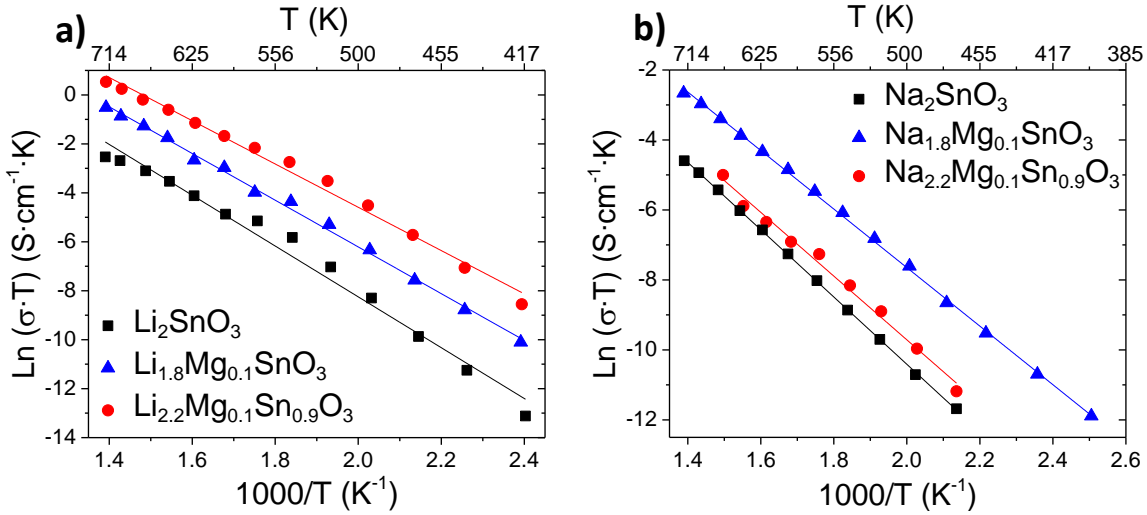 a)
T (K)
714 625 556 500 455 417
0
-2
-4
-6
-8
-10
-12
-14
Ln (σ·T) (S·cm⁻¹·K)
Li₂SnO₃
Li₁.₈Mg₀.₁SnO₃
Li₂.₂Mg₀.₁Sn₀.₉O₃
1.4 1.6 1.8 2.0 2.2 2.4
1000/T (K⁻¹)
b)
T (K)
714 625 556 500 455 417 385
-2
-4
-6
-8
-10
-12
Ln (σ·T) (S·cm⁻¹·K)
Na₂SnO₃
Na₁.₈Mg₀.₁SnO₃
Na₂.₂Mg₀.₁Sn₀.₉O₃
1.4 1.6 1.8 2.0 2.2 2.4 2.6
1000/T (K⁻¹)